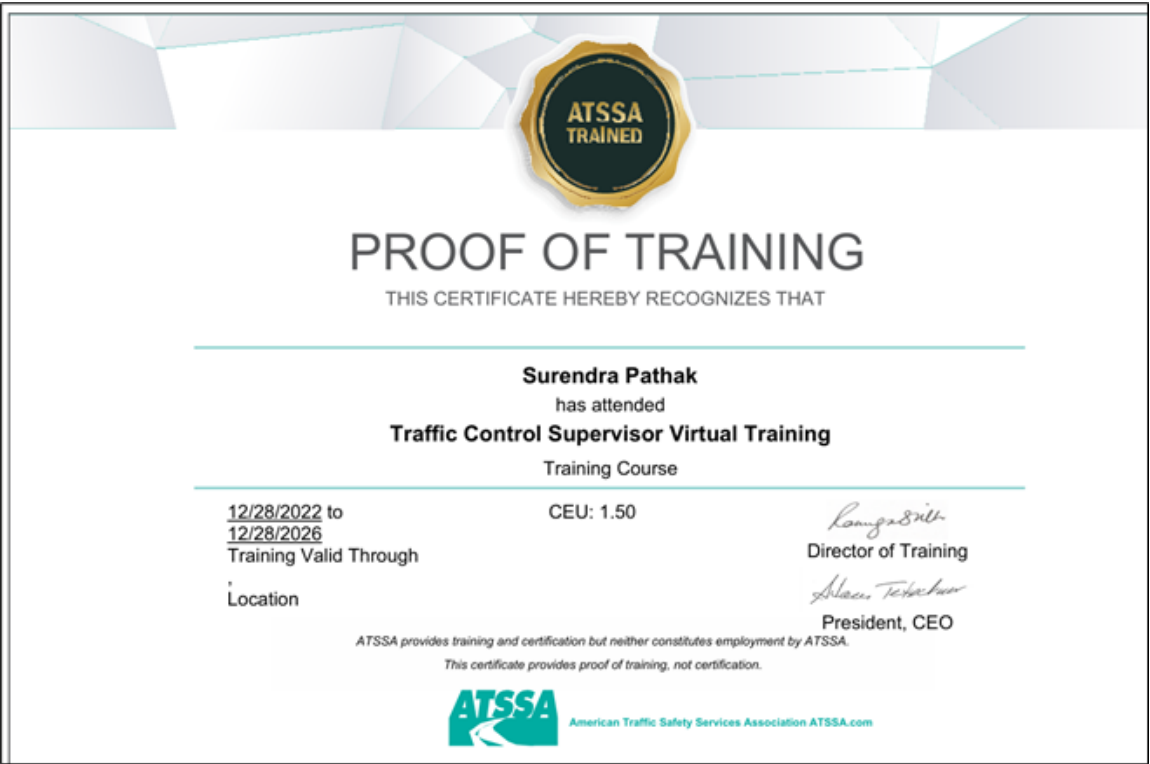 ATSSA
TRAINED
PROOF OF TRAINING
THIS CERTIFICATE HEREBY RECOGNIZES THAT
Surendra Pathak
has attended
Traffic Control Supervisor Virtual Training
Training Course
12/28/2022 to
12/28/2026
Training Valid Through
,
Location
CEU: 1.50
Director of Training
President, CEO
ATSSA provides training and certification but neither constitutes employment by ATSSA.
This certificate provides proof of training, not certification.
ATSSA
American Traffic Safety Services Association ATSSA.com